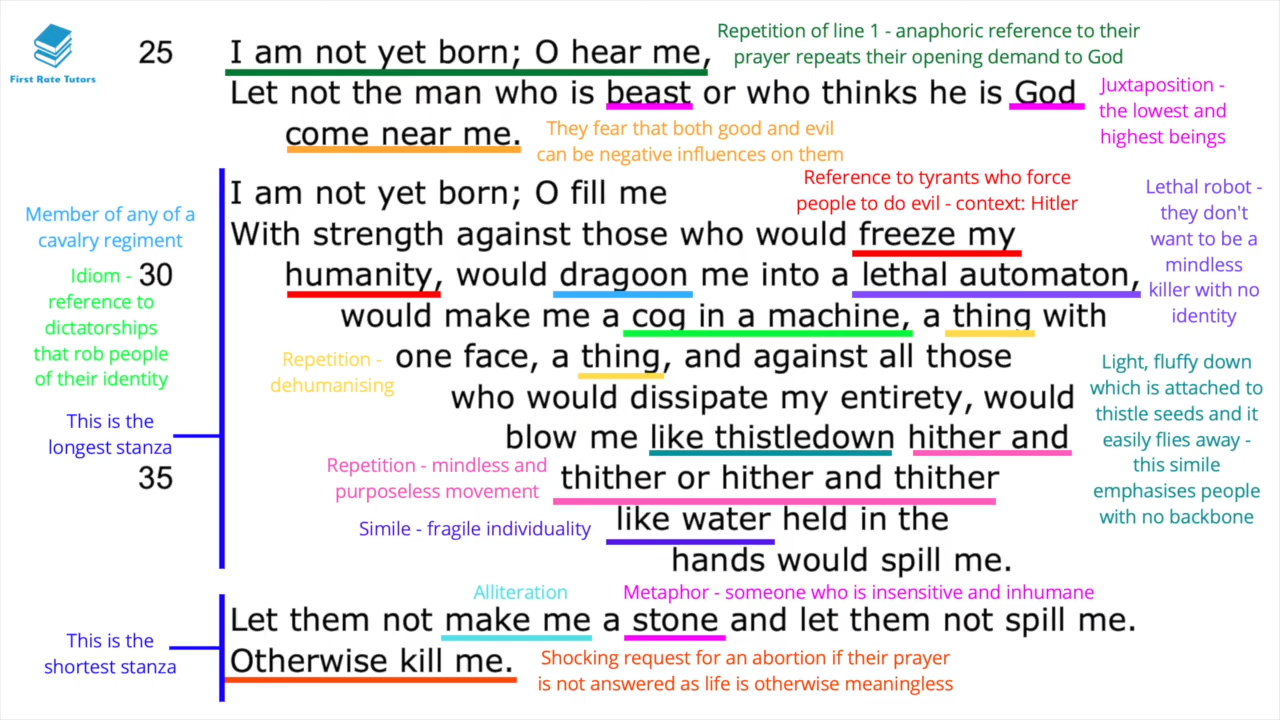 First Rate Tutors
25
I am not yet born; O hear me,
Repetition of line 1 - anaphoric reference to their
prayer repeats their opening demand to God
Let not the man who is beast or who thinks he is God
come near me.
Juxtaposition -
the lowest and
highest beings
They fear that both good and evil
can be negative influences on them
Reference to tyrants who force
people to do evil - context: Hitler
I am not yet born; O fill me
With strength against those who would freeze my
30
humanity, would dragoon me into a lethal automaton,
would make me a cog in a machine, a thing with
one face, a thing, and against all those
who would dissipate my entirety, would
blow me like thistledown hither and
35
thither or hither and thither
like water held in the
hands would spill me.
Member of any of a
cavalry regiment
Idiom -
reference to
dictatorships
that rob people
of their identity
This is the
longest stanza
Repetition -
dehumanising
Repetition - mindless and
purposeless movement
Simile - fragile individuality
Lethal robot -
they don't
want to be a
mindless
killer with no
identity
Light, fluffy down
which is attached to
thistle seeds and it
easily flies away -
this simile
emphasises people
with no backbone
Alliteration
Metaphor - someone who is insensitive and inhumane
Let them not make me a stone and let them not spill me.
Otherwise kill me.
This is the
shortest stanza
Shocking request for an abortion if their prayer
is not answered as life is otherwise meaningless